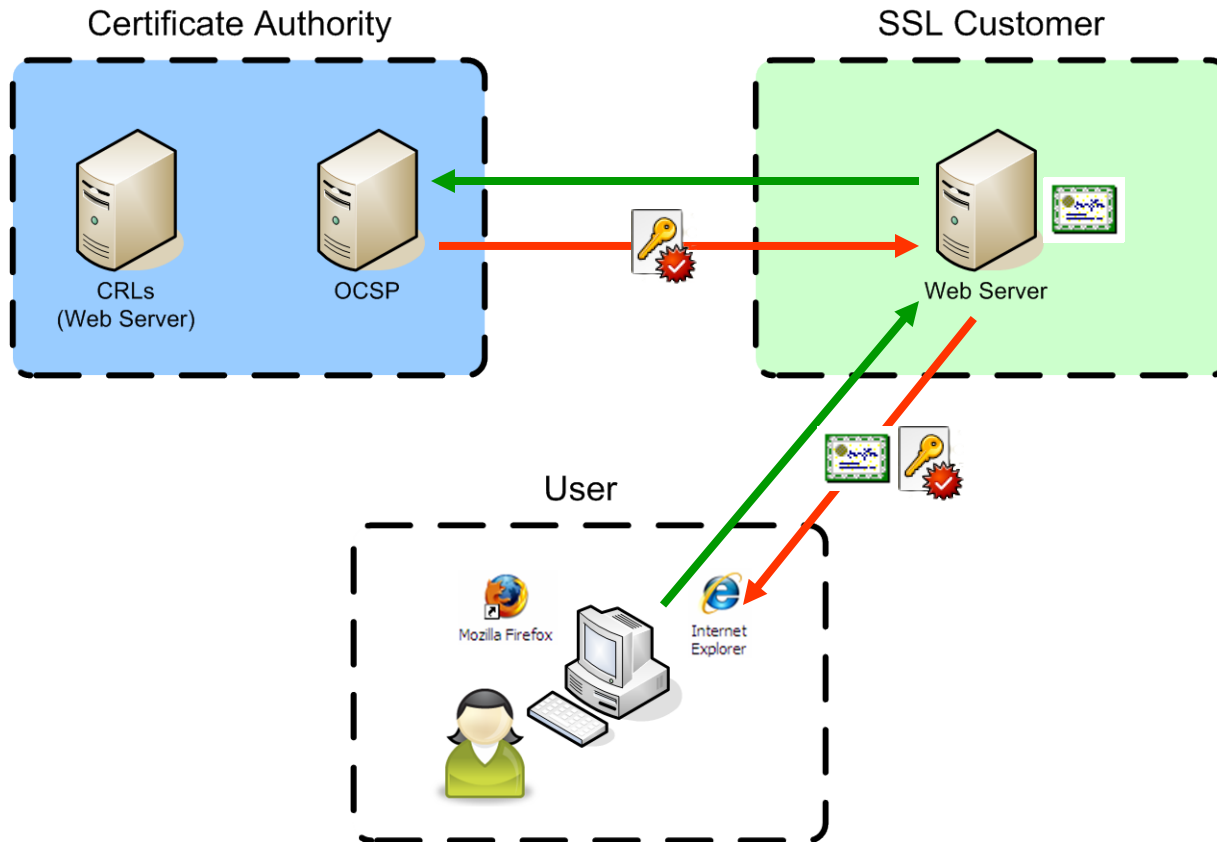 Certificate Authority
SSL Customer
CRLs
(Web Server)
OCSP
Web Server
User
Mozilla Firefox
Internet
Explorer